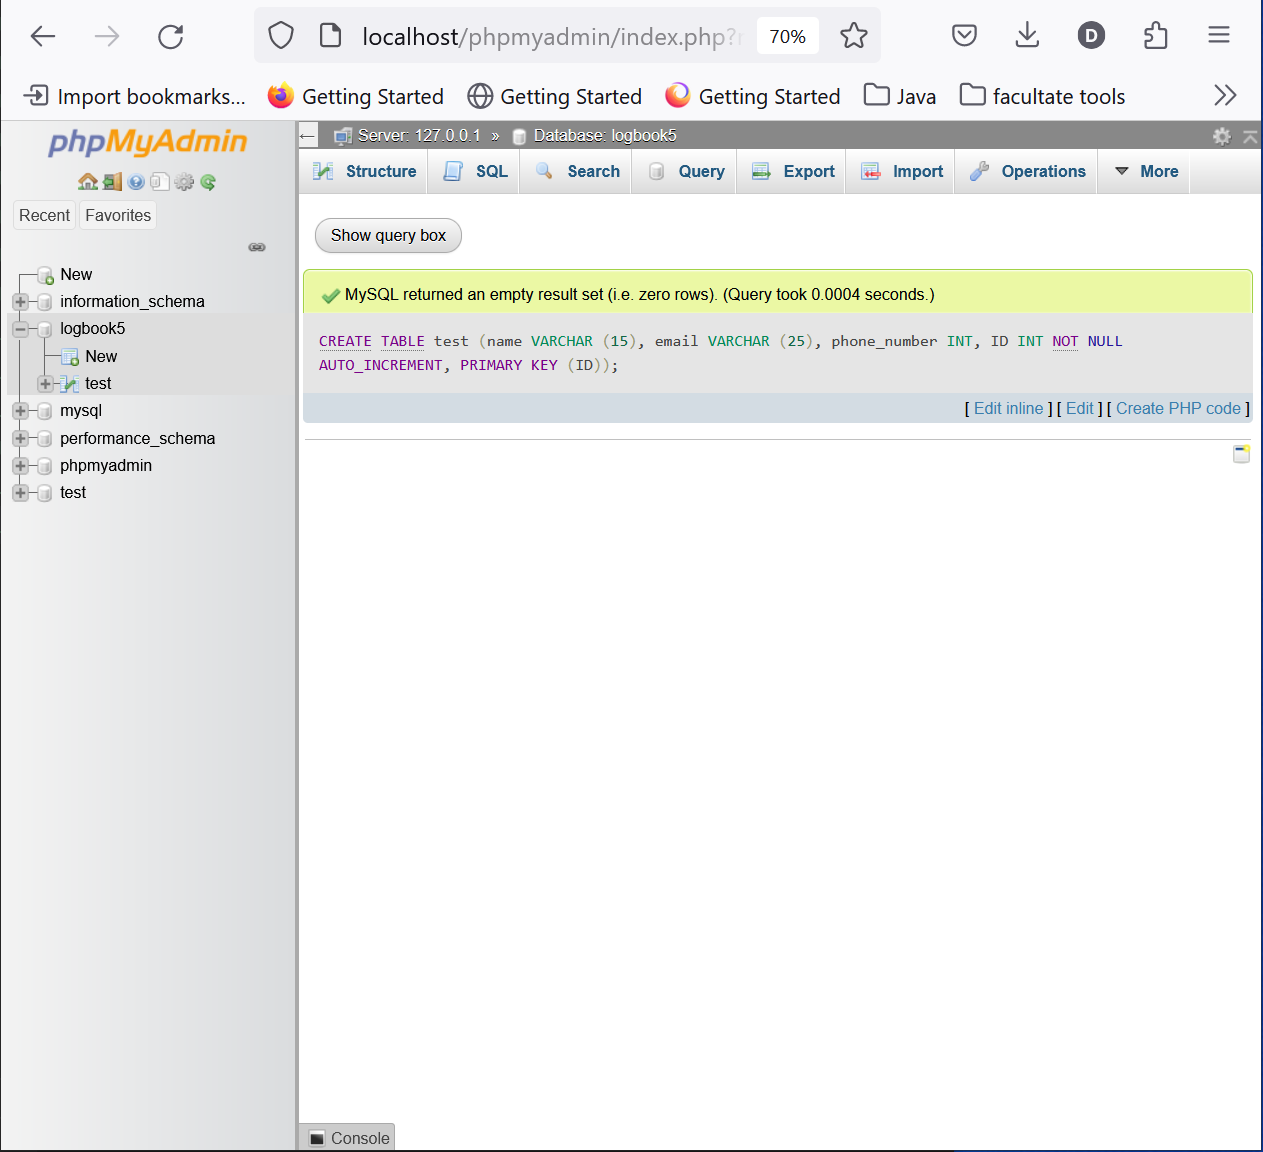 localhost/phpmyadmin/index.php?
70%
D
Import bookmarks...
Getting Started
Getting Started
Getting Started
Java
facultate tools
phpMyAdmin
Recent
Favorites
New
information_schema
logbook5
New
test
mysql
performance_schema
phpmyadmin
test
Server: 127.0.0.1 » Database: logbook5
Structure
SQL
Search
Query
Export
Import
Operations
More
Show query box
MySQL returned an empty result set (i.e. zero rows). (Query took 0.0004 seconds.)
CREATE TABLE test (name VARCHAR (15), email VARCHAR (25), phone_number INT, ID INT NOT NULL
AUTO_INCREMENT, PRIMARY KEY (ID));
[ Edit inline ] [ Edit ] [ Create PHP code ]
Console